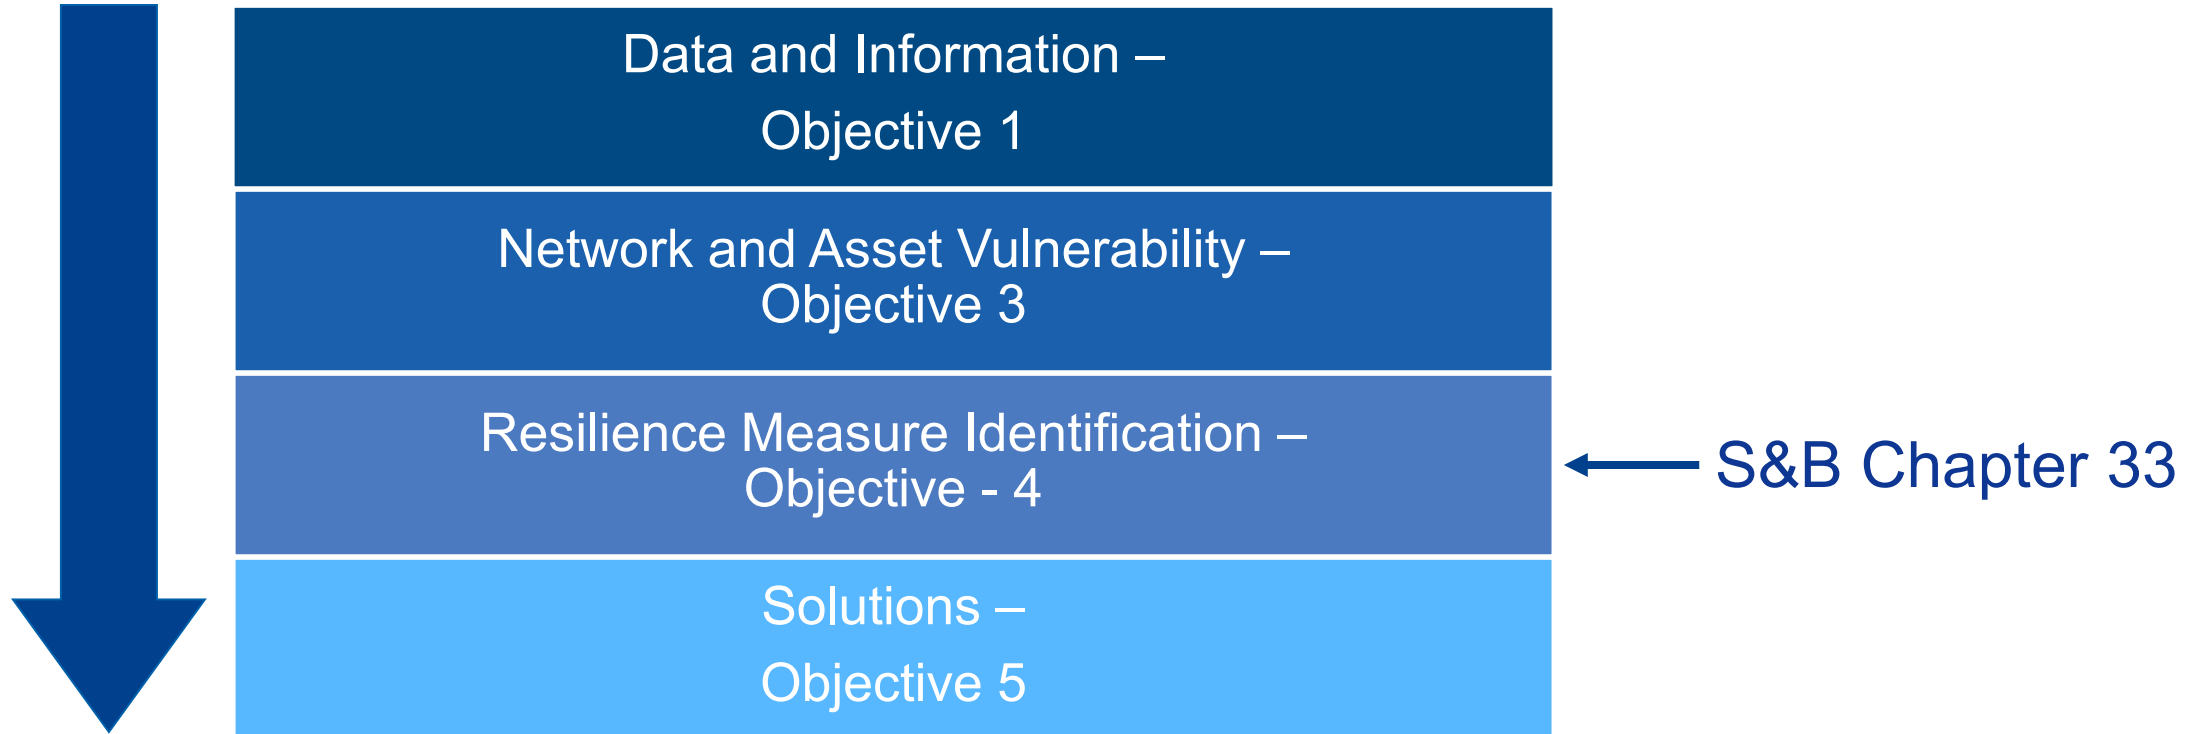 Data and Information –
Objective 1
Network and Asset Vulnerability –
Objective 3
Resilience Measure Identification –
Objective - 4
S&B Chapter 33
Solutions –
Objective 5